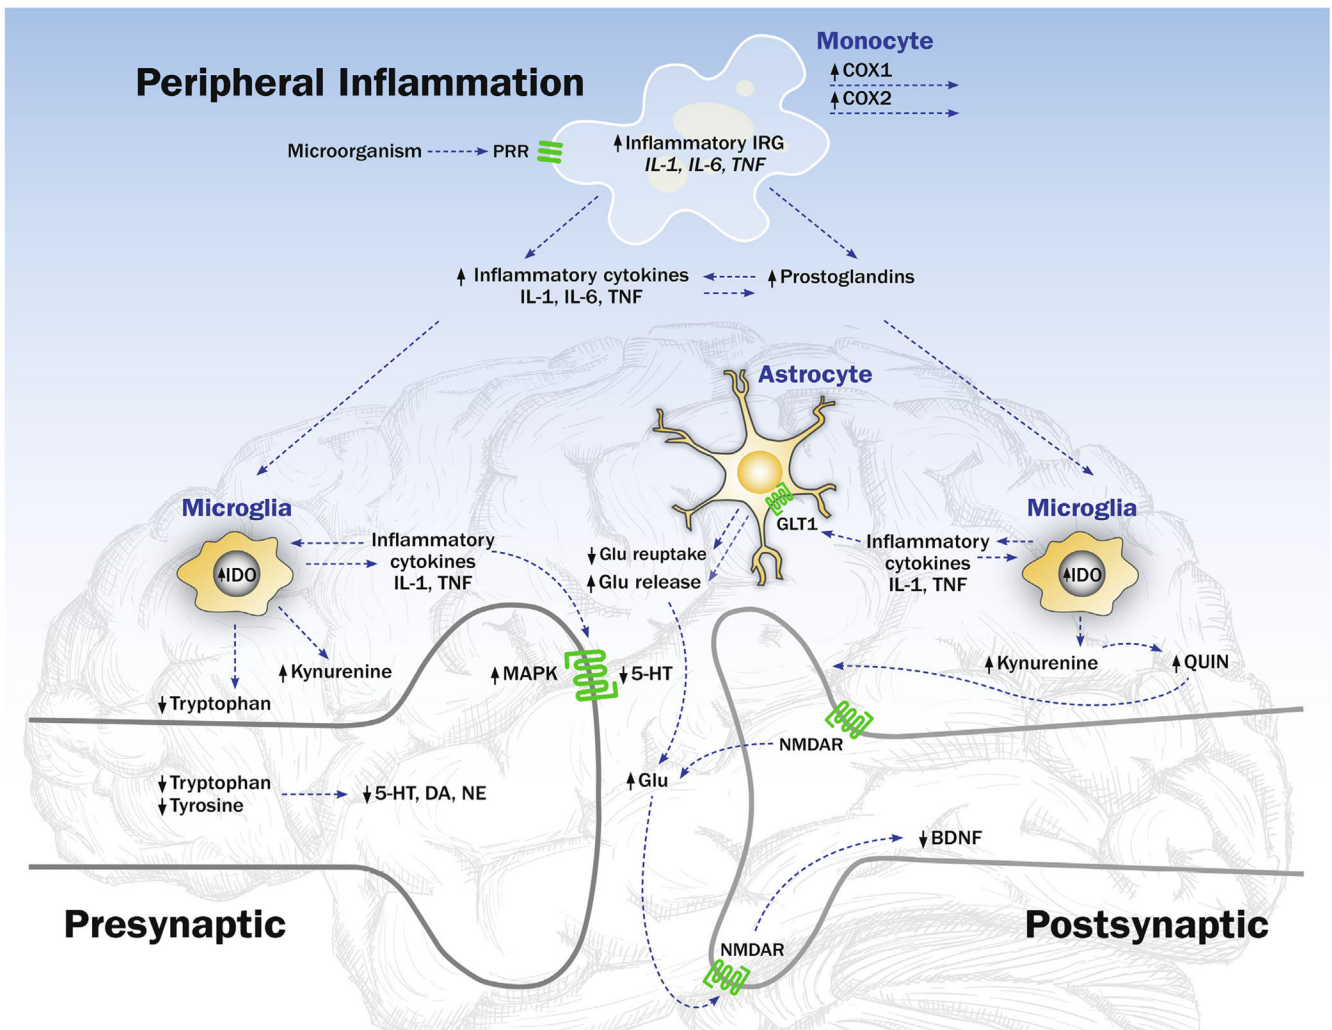 Peripheral Inflammation
Monocyte
↑COX1
↑COX2
Microorganism
PRR
↑Inflammatory IRG
IL-1, IL-6, TNF
↑ Inflammatory cytokines
IL-1, IL-6, TNF
↑Prostoglandins
Astrocyte
GLT1
Microglia
↑IDO
Inflammatory
cytokines
IL-1, TNF
↓Glu reuptake
↑Glu release
Inflammatory
cytokines
IL-1, TNF
Microglia
↑IDO
↑Kynurenine
↓Tryptophan
↑MAPK
↓5-HT
↑Kynurenine
↑QUIN
NMDAR
↑Glu
↓Tryptophan
↓Tyrosine
↓5-HT, DA, NE
↓BDNF
NMDAR
Presynaptic
Postsynaptic